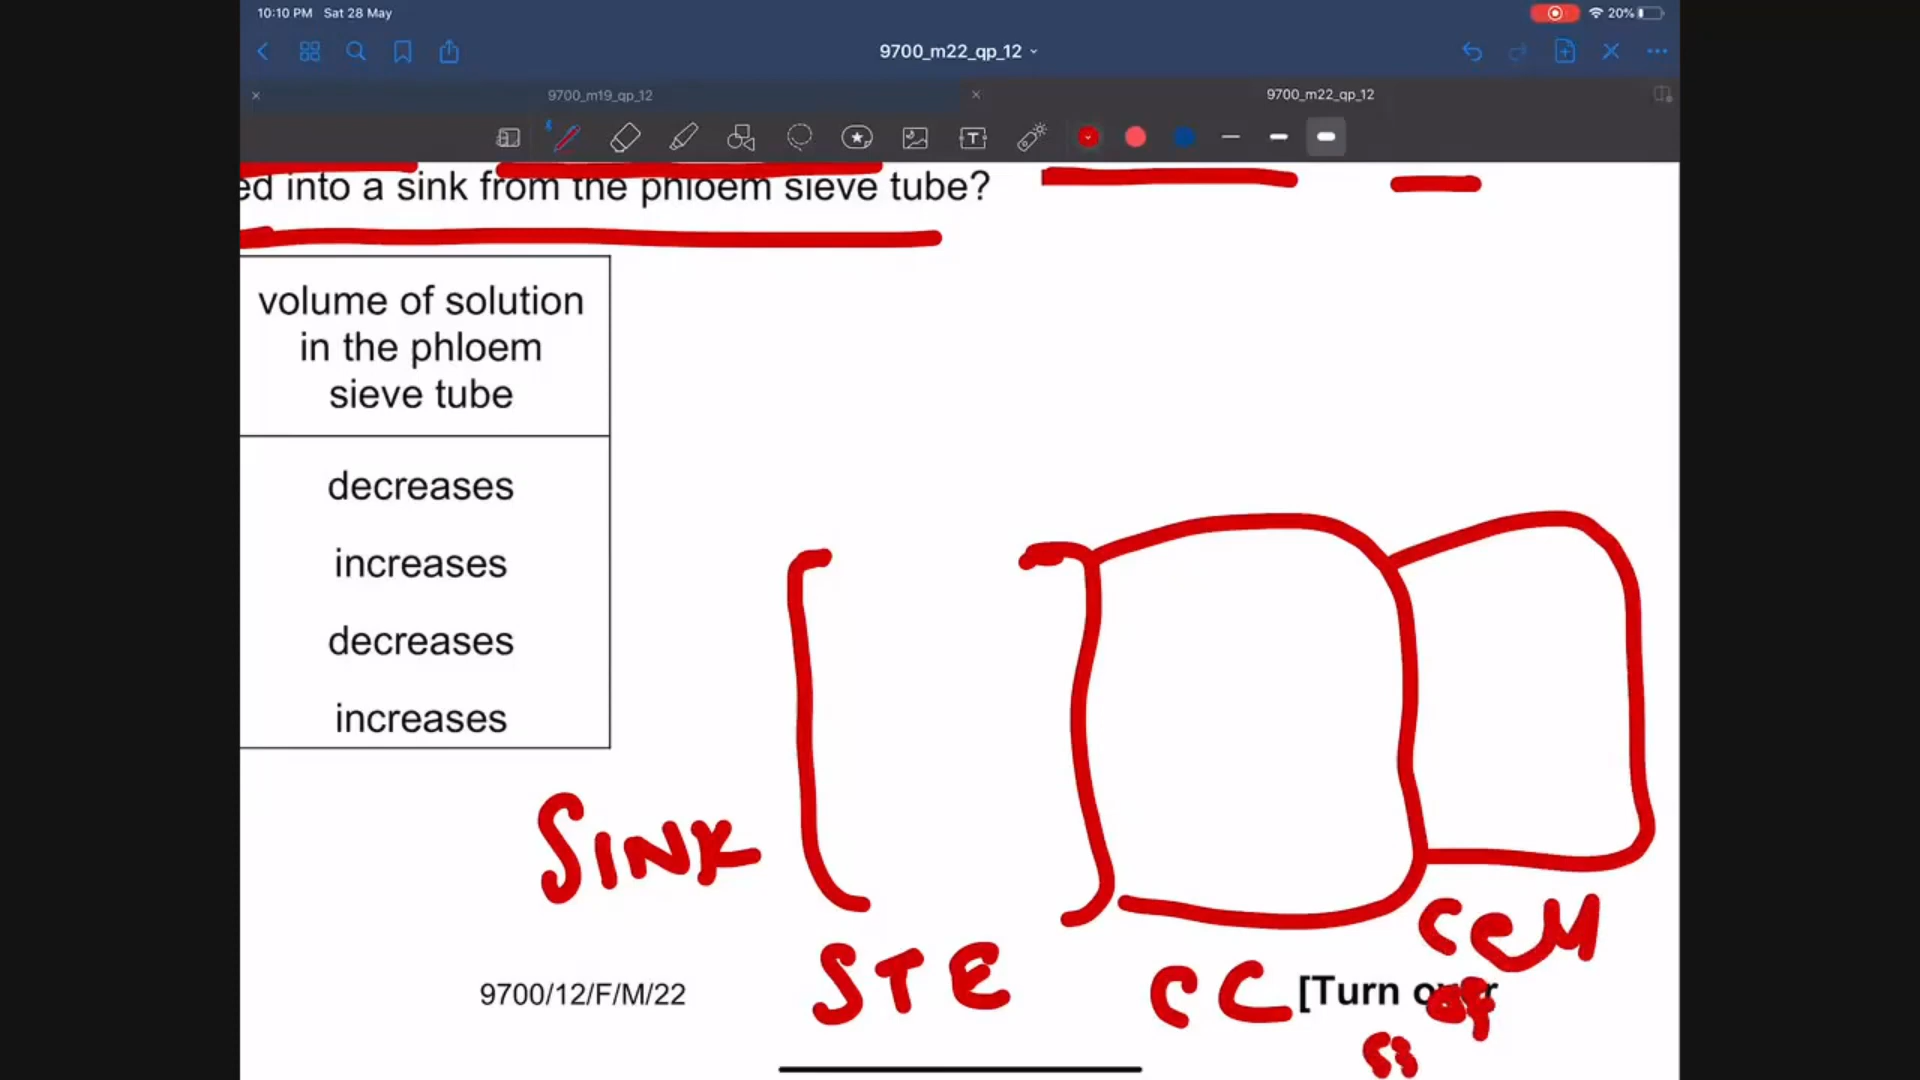 10:10 PM Sat 28 May
20%
9700_m22_qp_12
9700_m19_qp_12
9700_m22_qp_12
ed into a sink from the phloem sieve tube?
volume of solution
in the phloem
sieve tube
decreases
increases
decreases
increases
SINK
STE
CC
CCM
of
9700/12/F/M/22
[Turn over